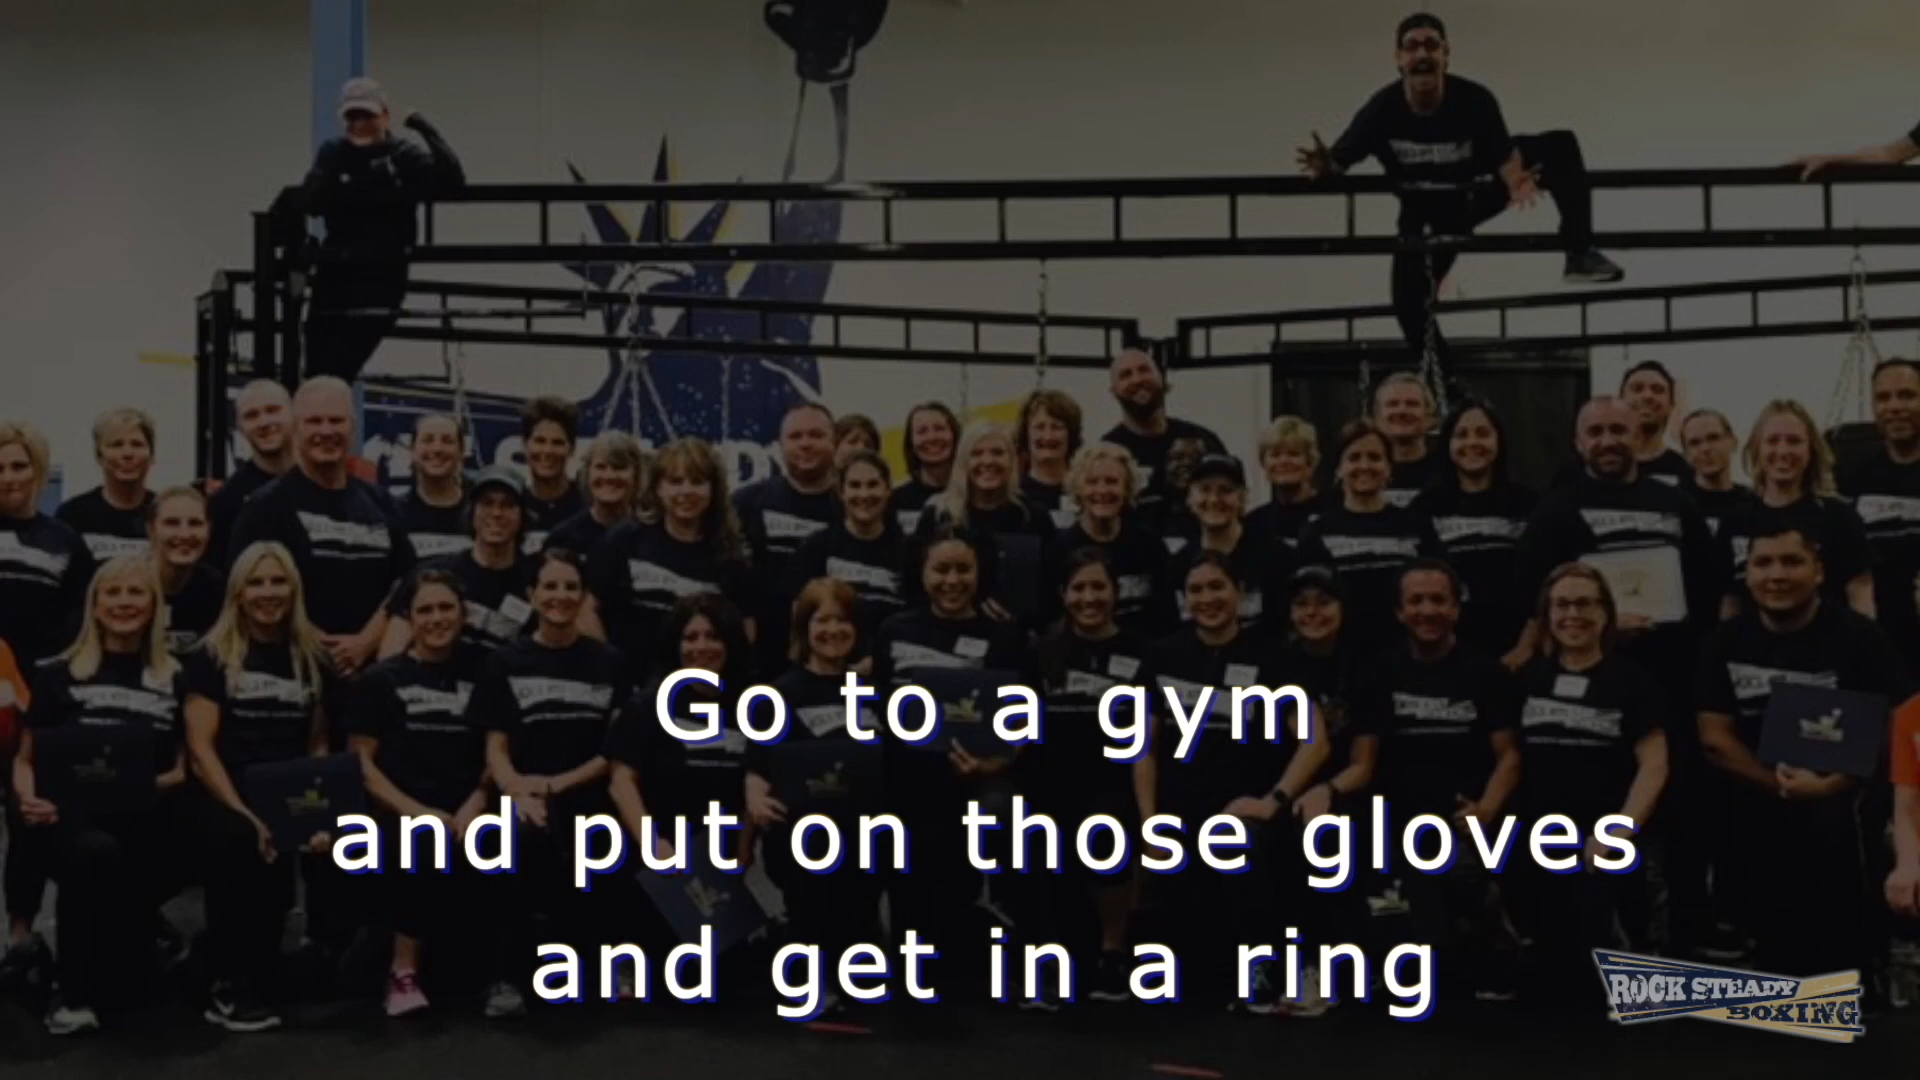 Go to a gym
and put on those gloves
and get in a ring
ROCK STEADY
BOXING